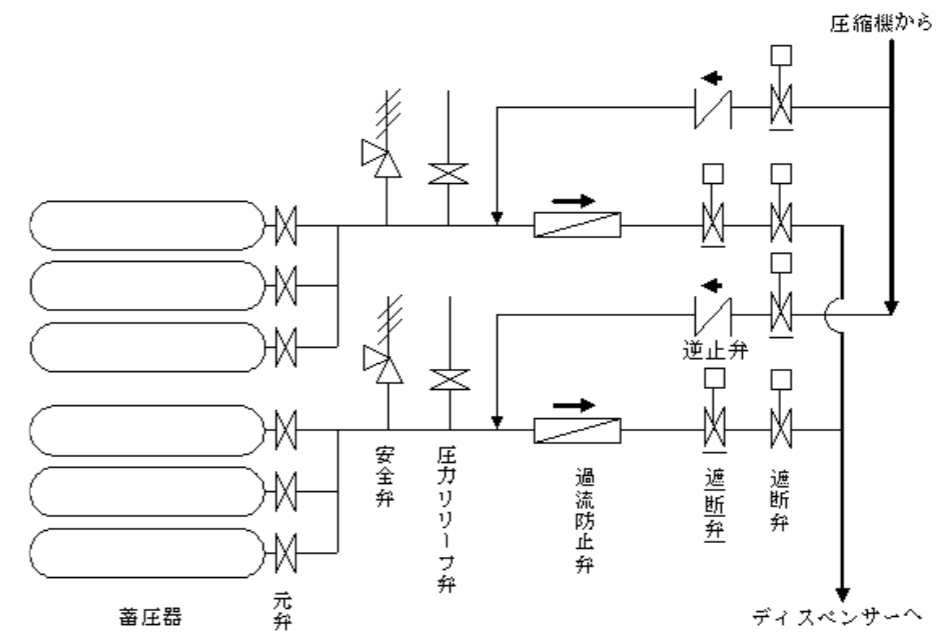 圧縮機から
逆止弁
安全弁
圧力リリーフ弁
過流防止弁
遮断弁
遮断弁
蓄圧器
元弁
ディスペンサーへ